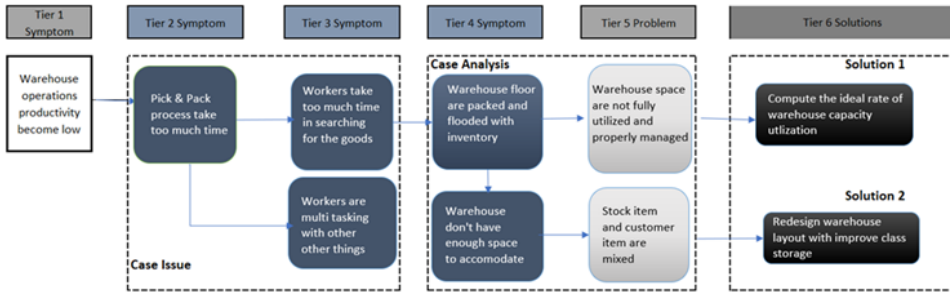 Tier 1
Symptom
Tier 2 Symptom
Tier 3 Symptom
Tier 4 Symptom
Tier 5 Problem
Tier 6 Solutions
Warehouse
operations
productivity
become low
Pick & Pack
process take
too much time
Workers take
too much time
in searching
for the goods
Workers are
multi tasking
with other
other things
Case Issue
Case Analysis
Warehouse floor
are packed and
flooded with
inventory
Warehouse
don't have
enough space
to accomodate
Warehouse space
are not fully
utilized and
properly managed
Stock item
and customer
item are
mixed
Solution 1
Compute the ideal rate of
warehouse capacity
utlization
Solution 2
Redesign warehouse
layout with improve class
storage